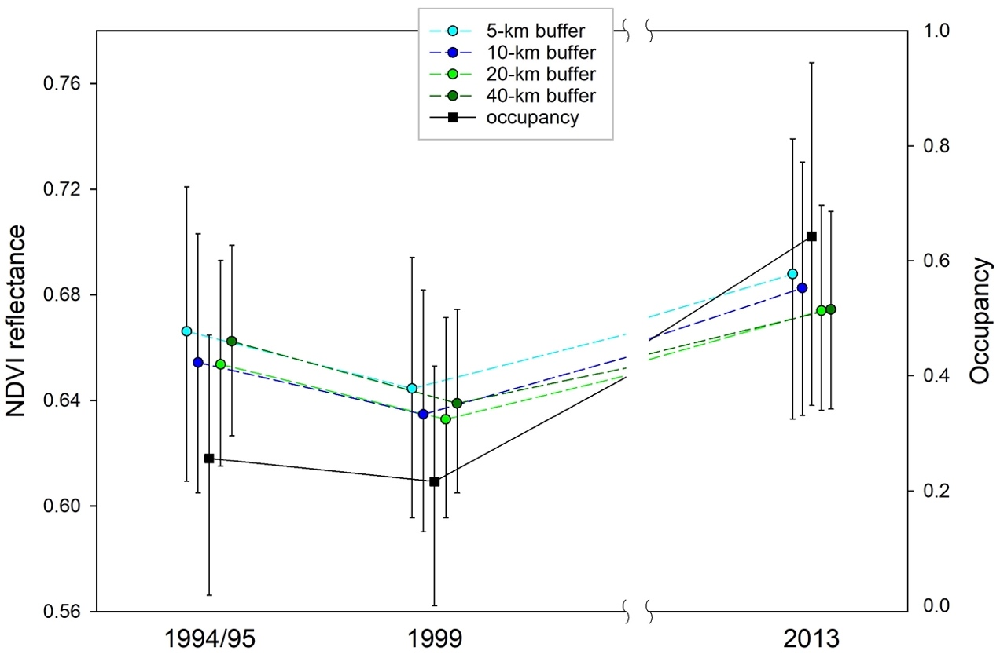 5-km buffer
10-km buffer
20-km buffer
40-km buffer
occupancy
0.76
0.72
0.68
0.64
0.60
0.56
NDVI reflectance
1.0
0.8
0.6
0.4
0.2
0.0
Occupancy
1994/95
1999
2013